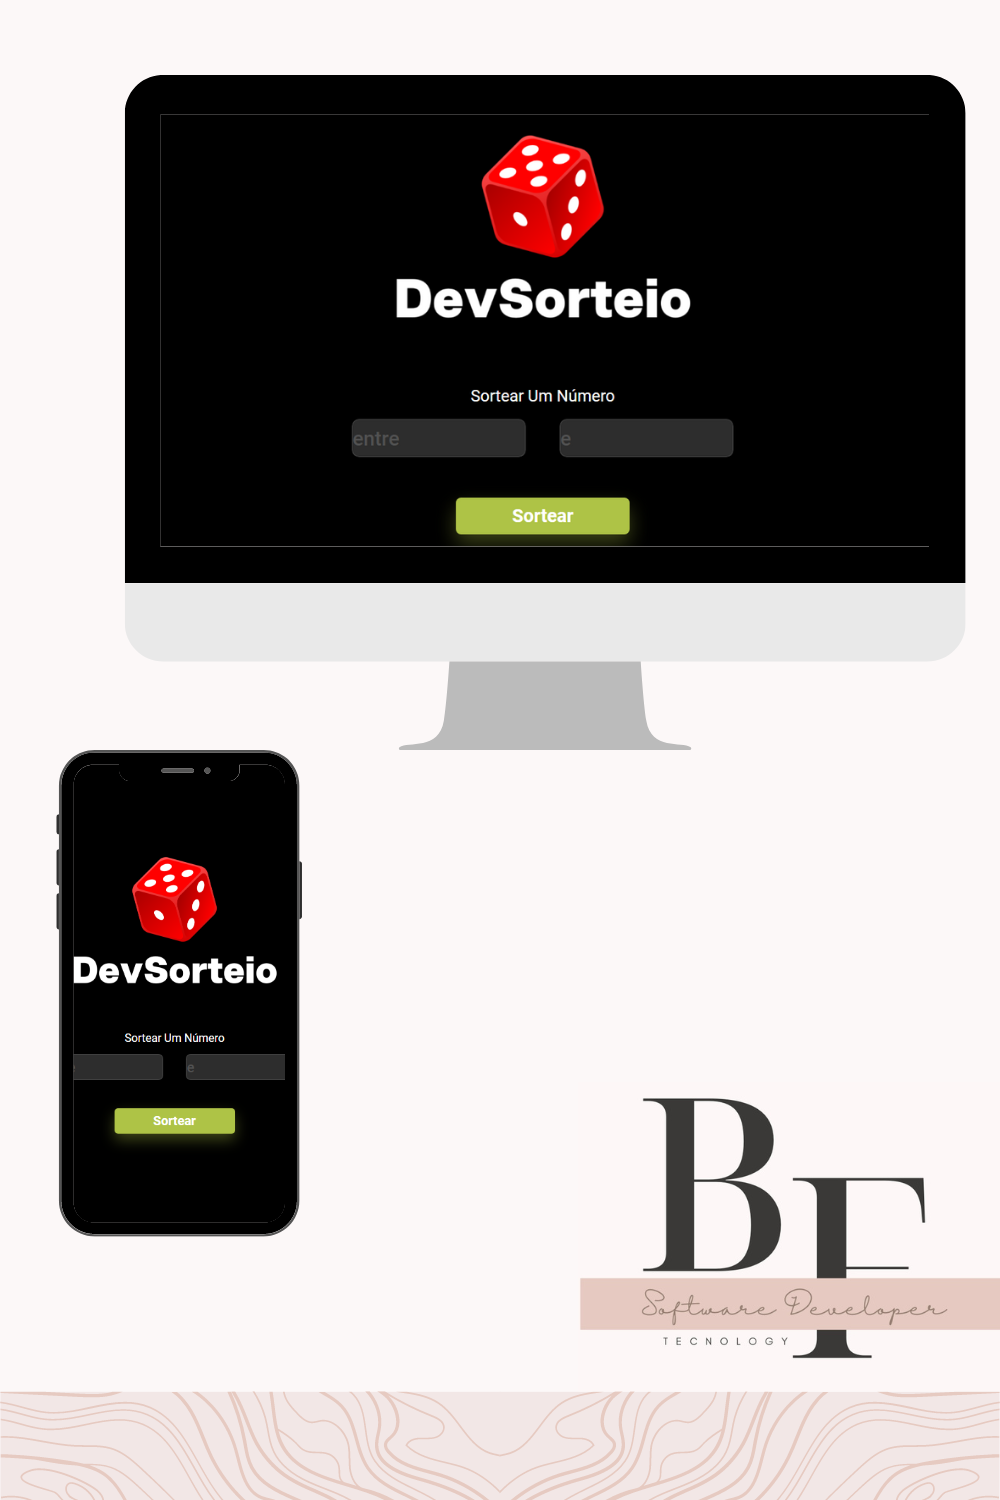 DevSorteio
Sortear Um Número
entre e
Sortear
DevSorteio
Sortear Um Número
e
Sortear
BF
Software Developer
TECNOLOGY